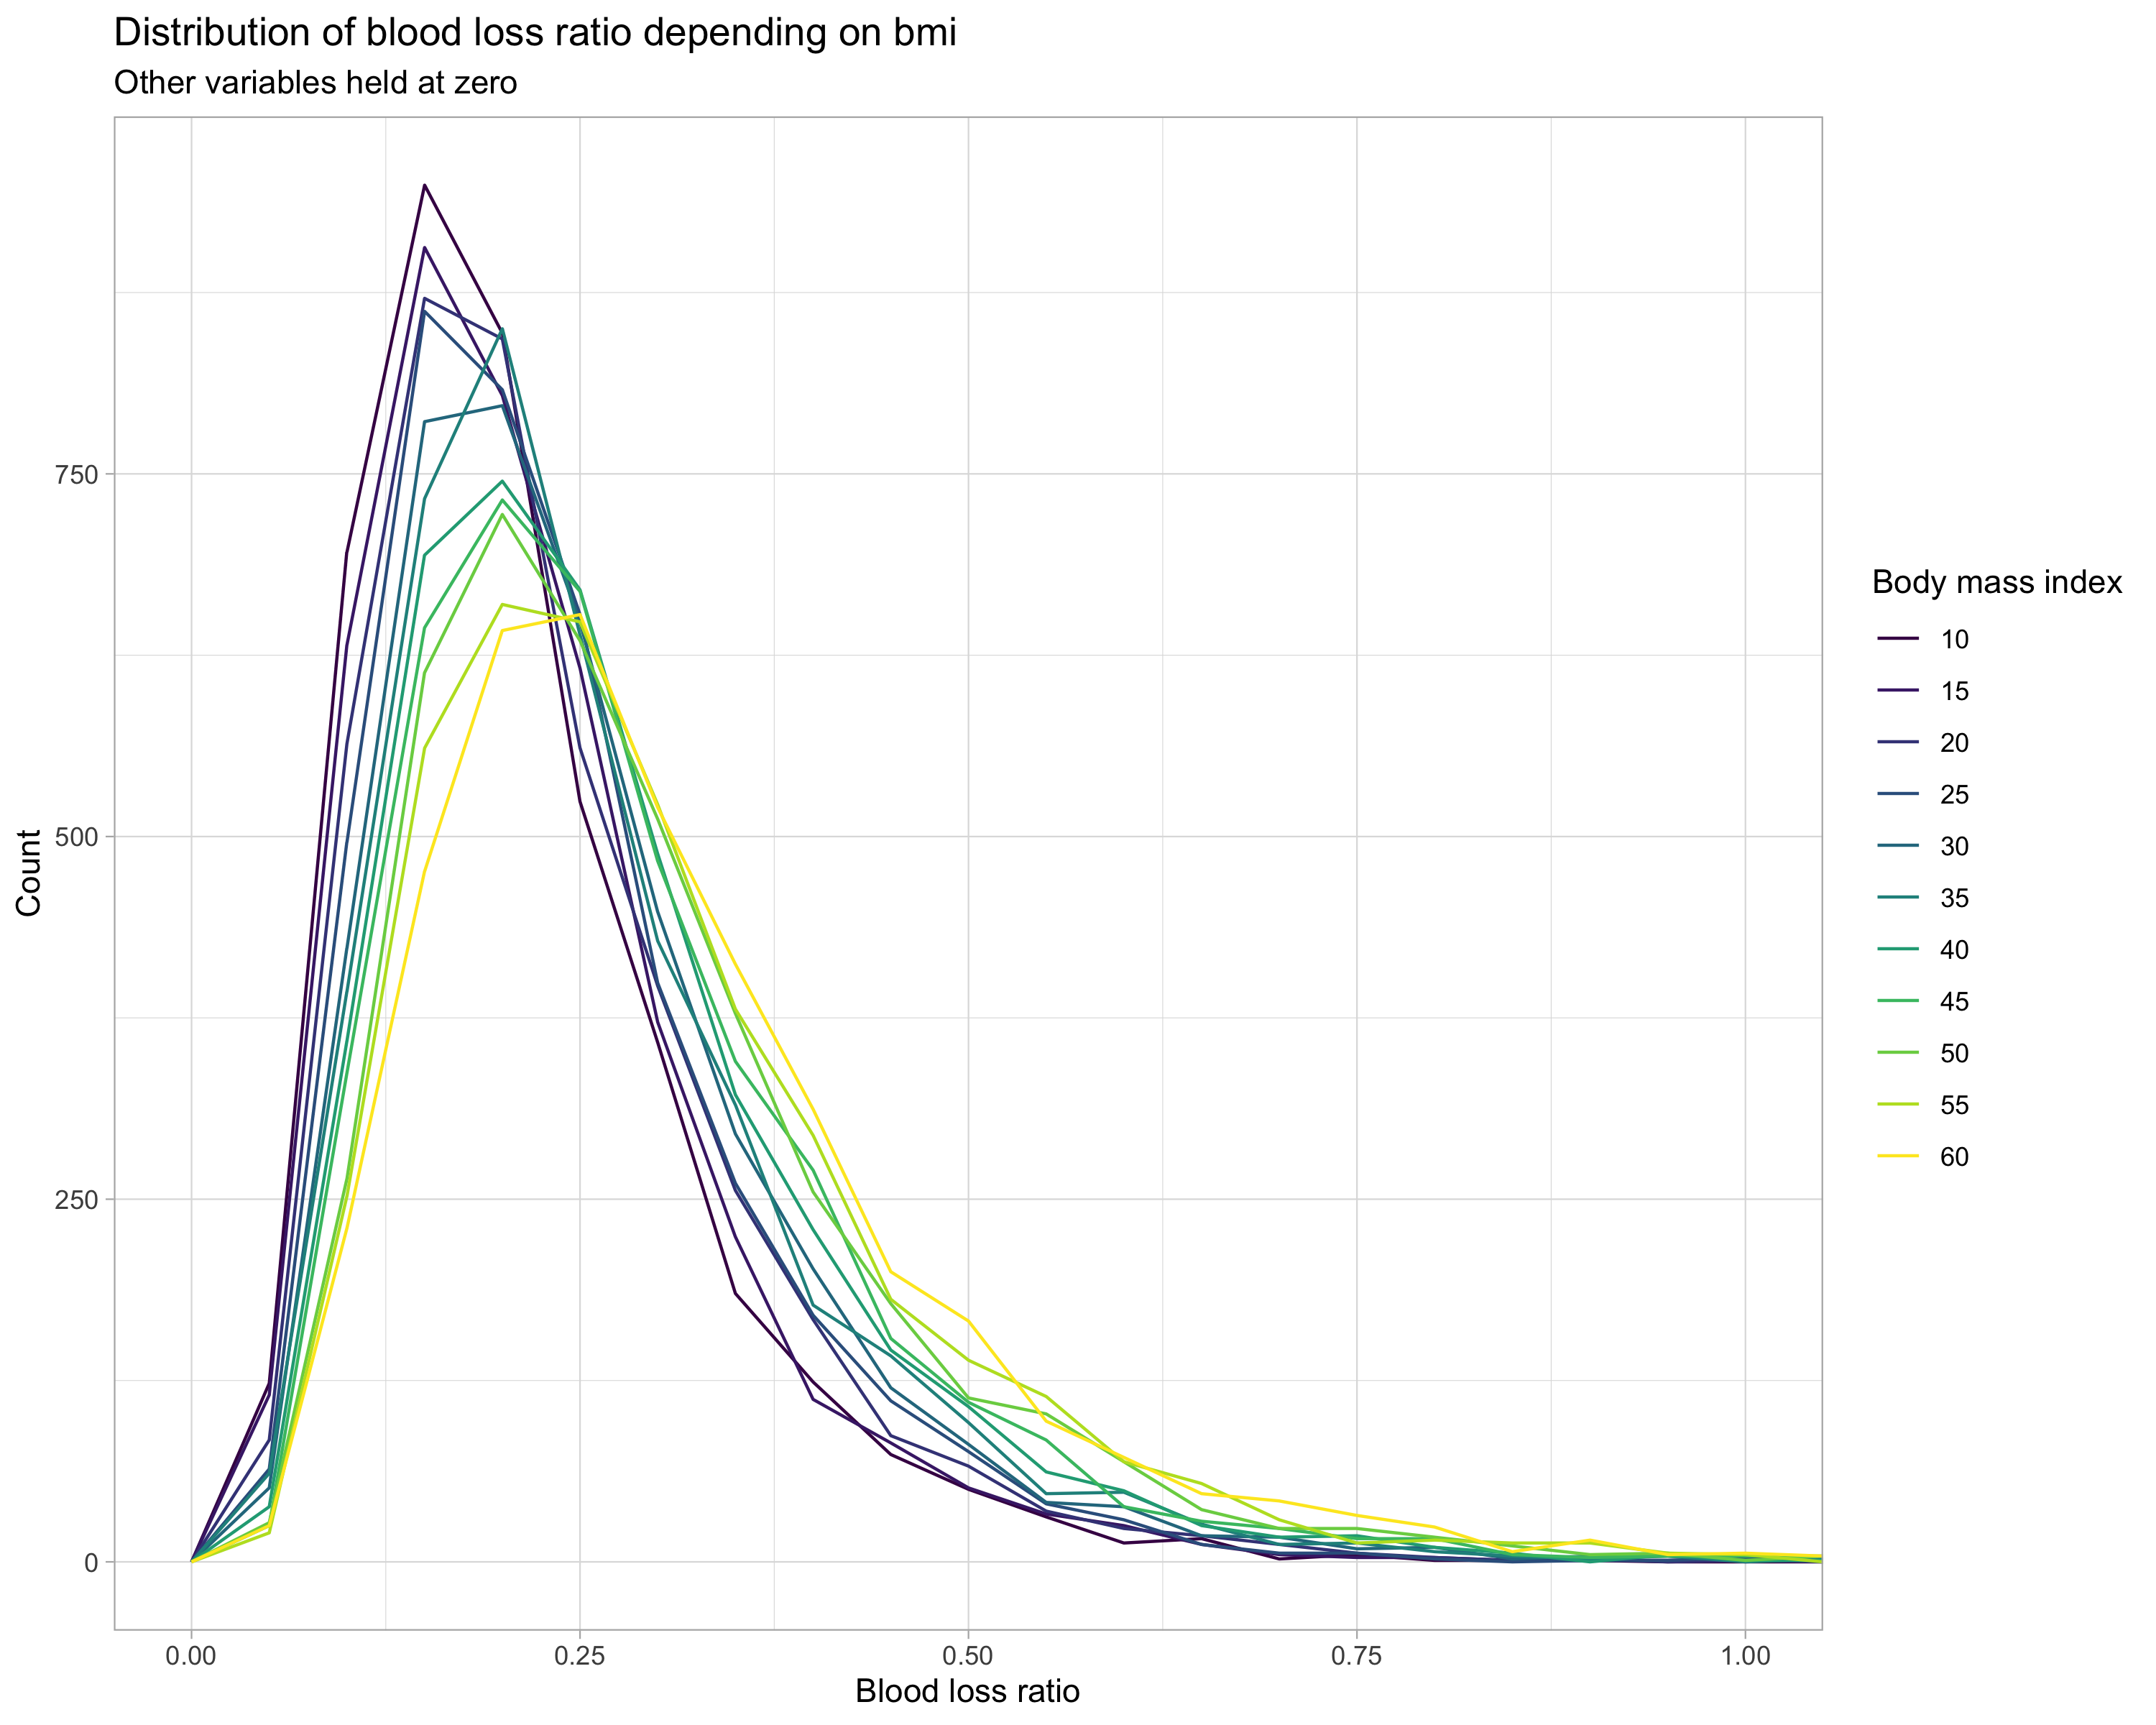 Distribution of blood loss ratio depending on bmi
Other variables held at zero
750
500
250
0
Count
0.00 0.25 0.50 0.75 1.00
Blood loss ratio
Body mass index
10
15
20
25
30
35
40
45
50
55
60